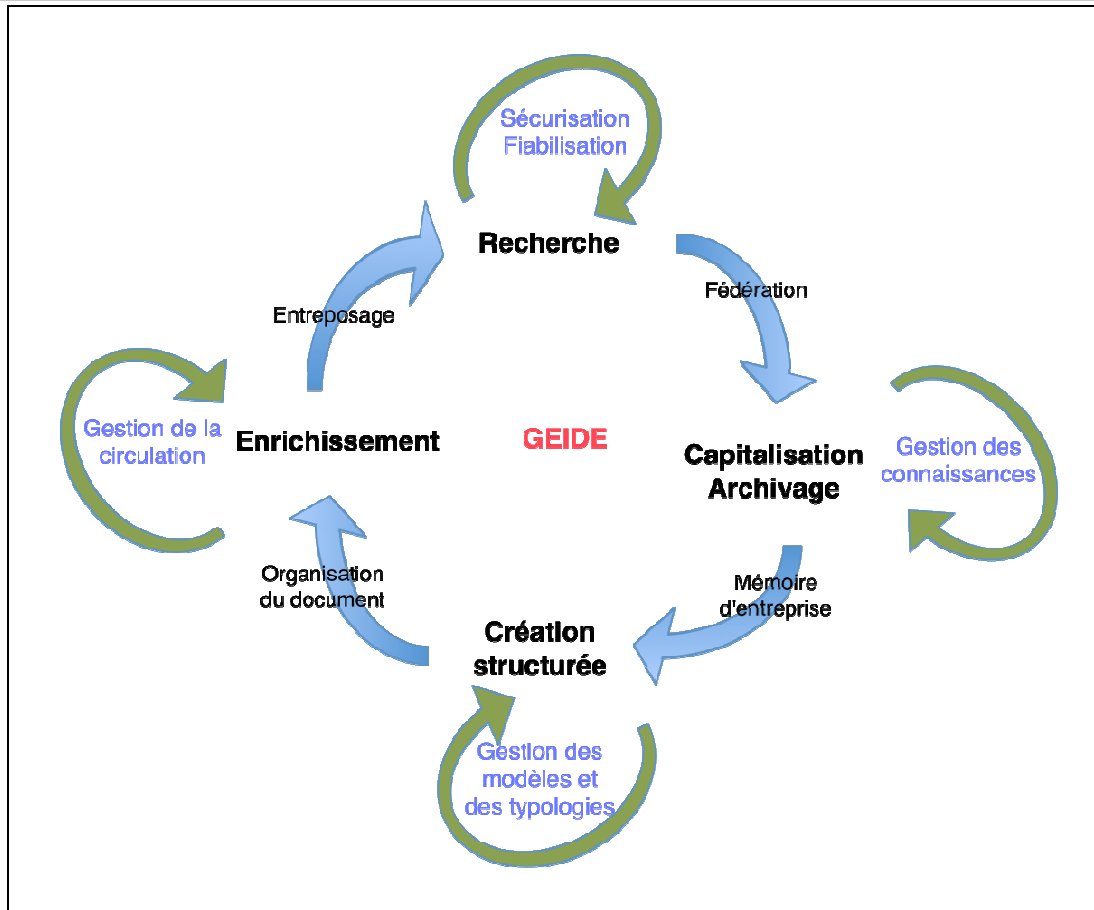 Sécurisation
Fiabilisation
Recherche
Fédération
Entreposage
Gestion de la
circulation
Enrichissement
GEIDE
Capitalisation
Archivage
Gestion des
connaissances
Organisation
du document
Mémoire
d'entreprise
Création
structurée
Gestion des
modèles et
des typologies